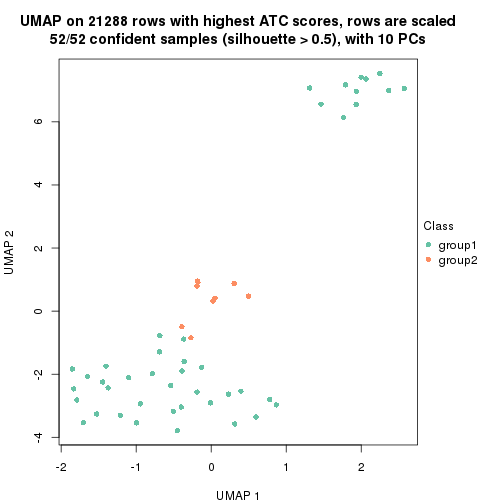 UMAP on 21288 rows with highest ATC scores, rows are scaled
52/52 confident samples (silhouette > 0.5), with 10 PCs
6
4
2
0
-2
-4
UMAP 2
-2
-1
0
1
2
UMAP 1
Class
group1
group2